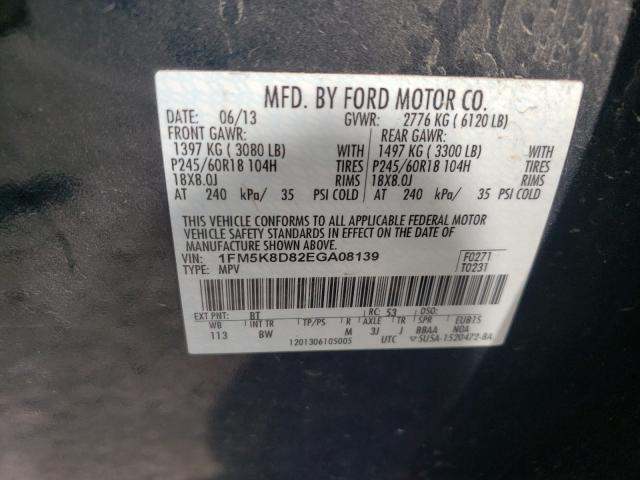 MFD. BY FORD MOTOR CO.
DATE: 06/13 GVWR: 2776 KG ( 6120 LB)
FRONT GAWR: REAR GAWR:
1397 KG ( 3080 LB) WITH 1497 KG ( 3300 LB) WITH
P245/60R18 104H TIRES P245/60R18 104H TIRES
18X8.0J RIMS 18X8.0J RIMS
AT 240 kPa/ 35 PSI COLD AT 240 kPa/ 35 PSI COLD
THIS VEHICLE CONFORMS TO ALL APPLICABLE FEDERAL MOTOR
VEHICLE SAFETY STANDARDS IN EFFECT ON THE DATE OF
MANUFACTURE SHOWN ABOVE.
VIN: 1FM5K8D82EGA08139 F0271
TYPE: MPV T0231
EXT PNT: BT RC: 53 DSO:
WB INT TR TP/PS R AXLE TR SPR EUB15
113 BW M 3J J BBAA NOA
1201306105005 UTC 5U5A-1520472-BA